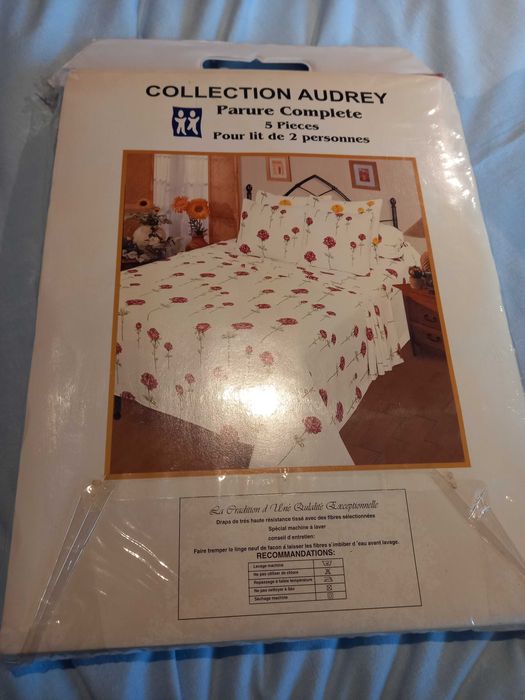 COLLECTION AUDREY
Parure Complete
5 Pieces
Pour lit de 2 personnes
La Tradition d'Une Qulalité Exceptionnelle
Draps de très haute résistance tissé avec des fibres sélectionnées
Spécial machine à laver
conseil d'entretien:
Faire tremper le linge neuf de facon á laisser les fibres s'imbiber d'eau avant lavage.
RECOMMANDATIONS:
Lavage machine
Ne pas utiliser de chlore
Repassage a faible température
Ne pas nettoyer à Sec
Séchage machine